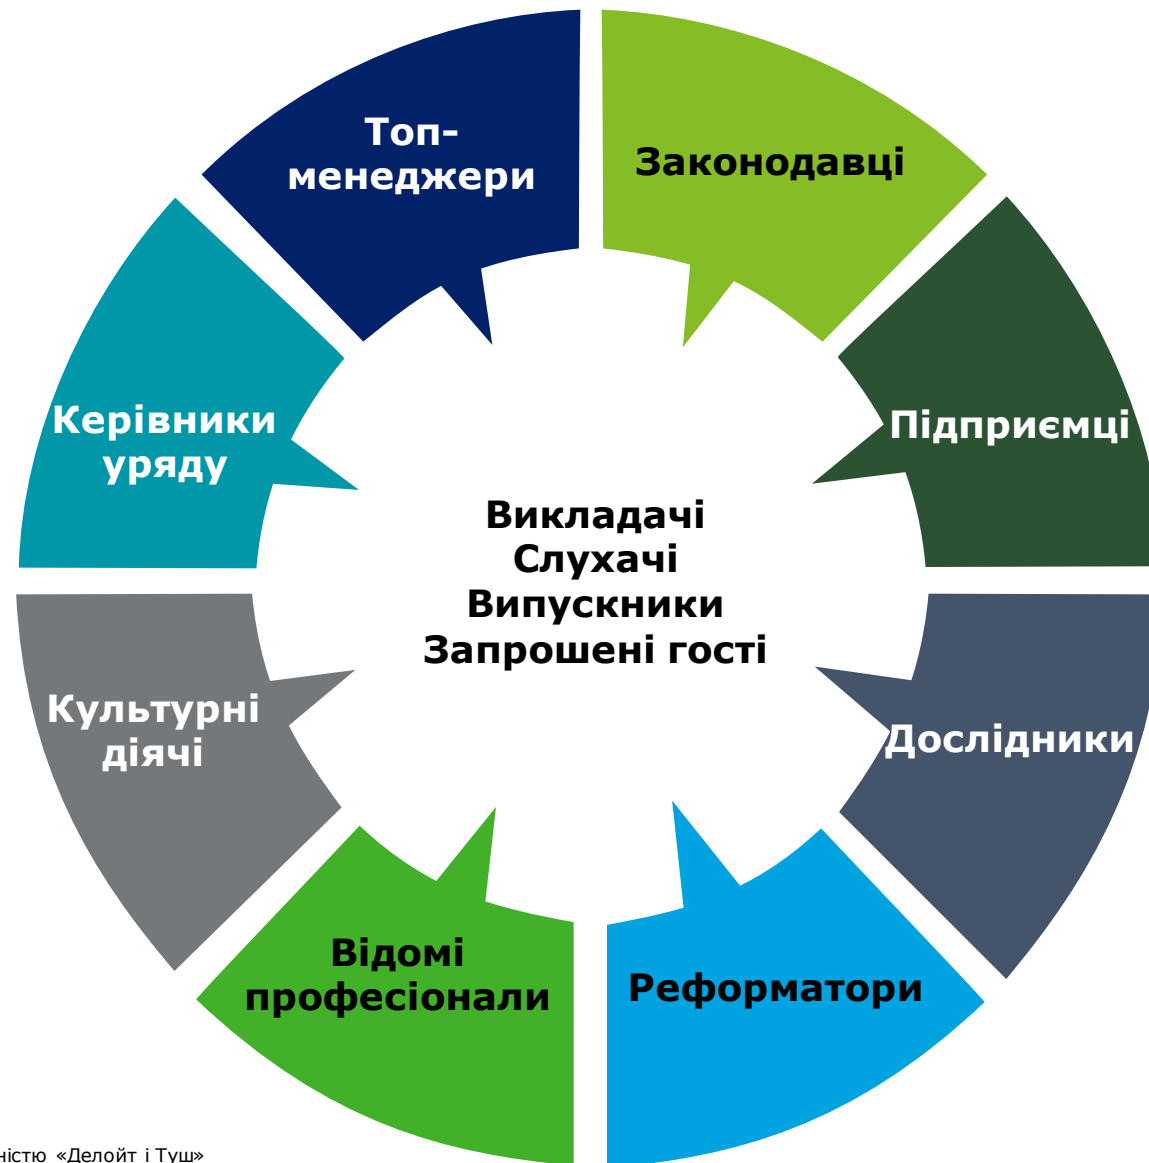 Топ-
менеджери
Законодавці
Керівники
уряду
Підприємці
Викладачі
Слухачі
Випускники
Запрошені гості
Культурні
діячі
Дослідники
Відомі
професіонали
Реформатори
ністю «Делойт і Туш»